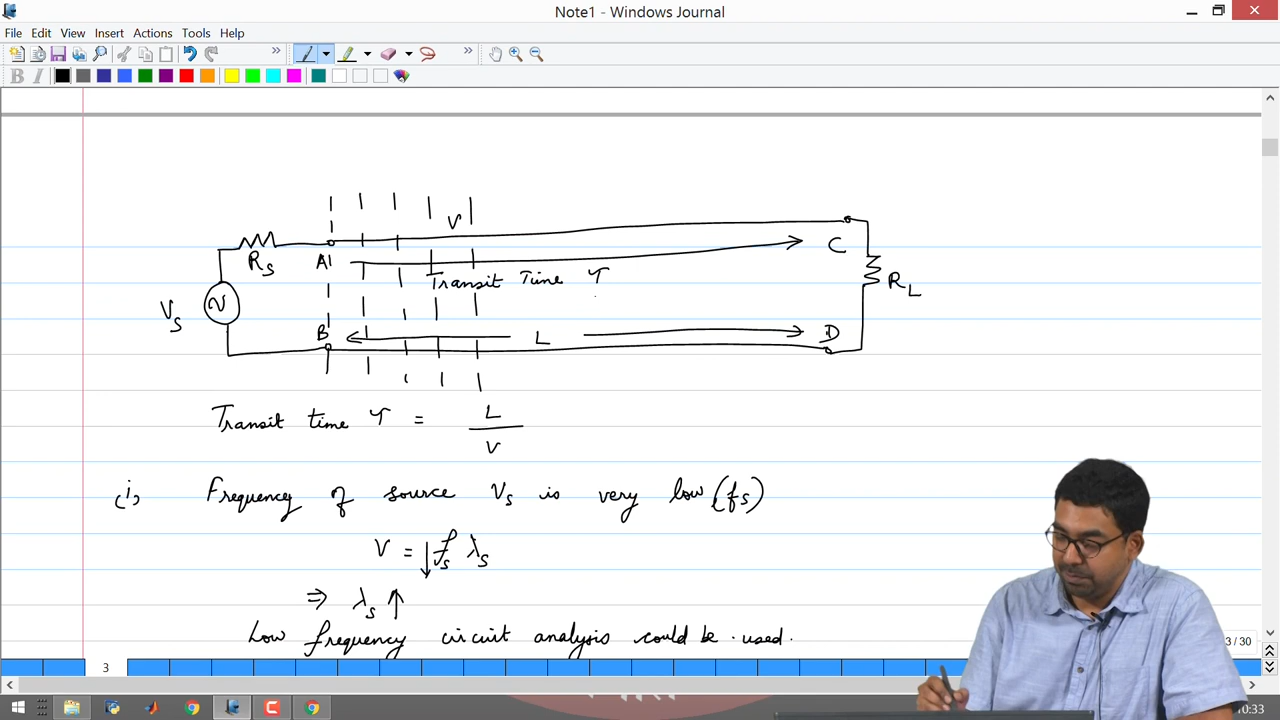 Note1 - Windows Journal
File Edit View Insert Actions Tools Help
B I
V
Rs
A
C
Transit Time τ
RL
Vs
B
L
D
Transit time τ = L / V
(i) Frequency of source Vs is very low (fs)
V = ↓ fs λs
⇒ λs ↑
Low frequency circuit analysis could be used.
3 / 30
3
10:33